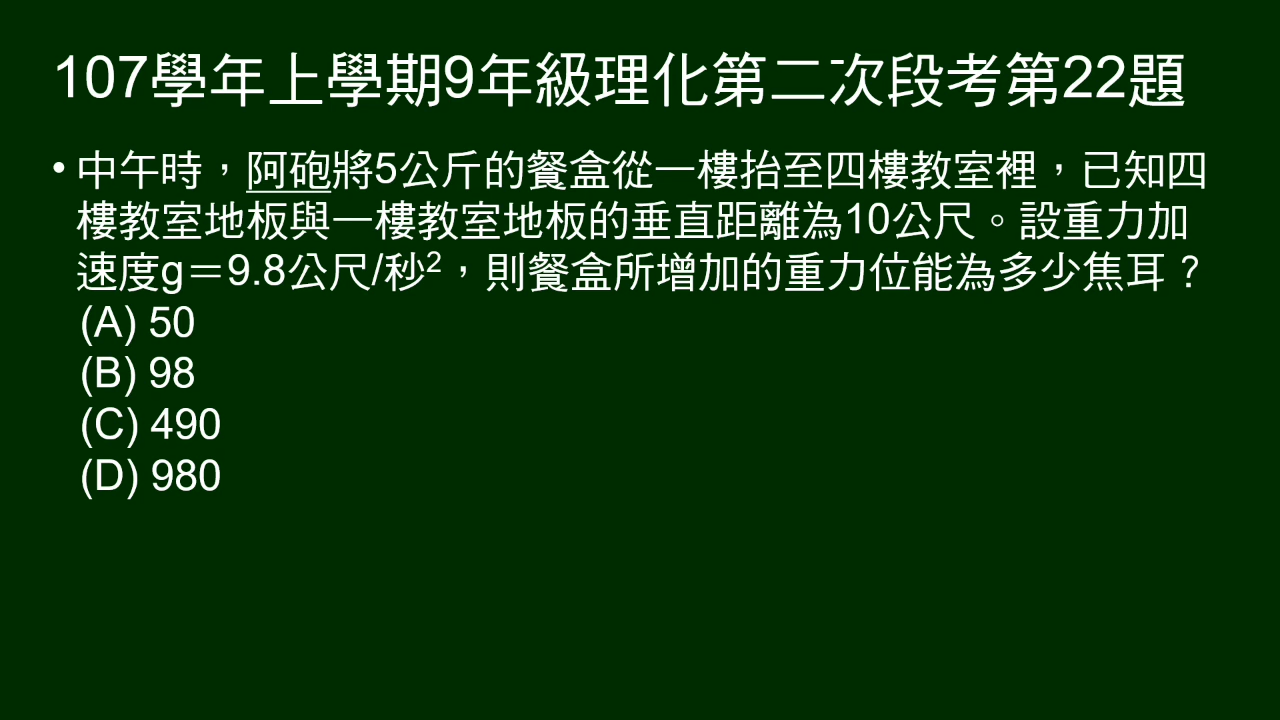 107學年上學期9年級理化第二次段考第22題
• 中午時，阿砲將5公斤的餐盒從一樓抬至四樓教室裡，已知四
樓教室地板與一樓教室地板的垂直距離為10公尺。設重力加
速度g＝9.8公尺/秒²，則餐盒所增加的重力位能為多少焦耳？
(A) 50
(B) 98
(C) 490
(D) 980